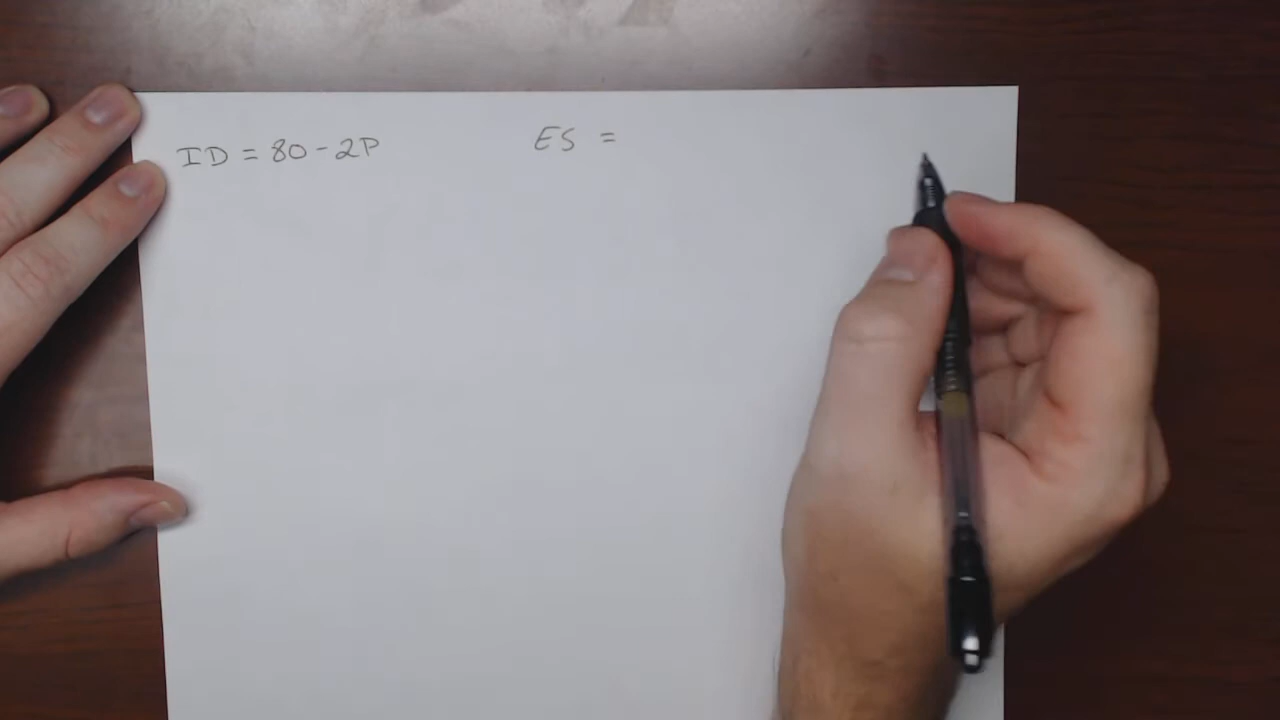 ID = 80 - 2P
ES =